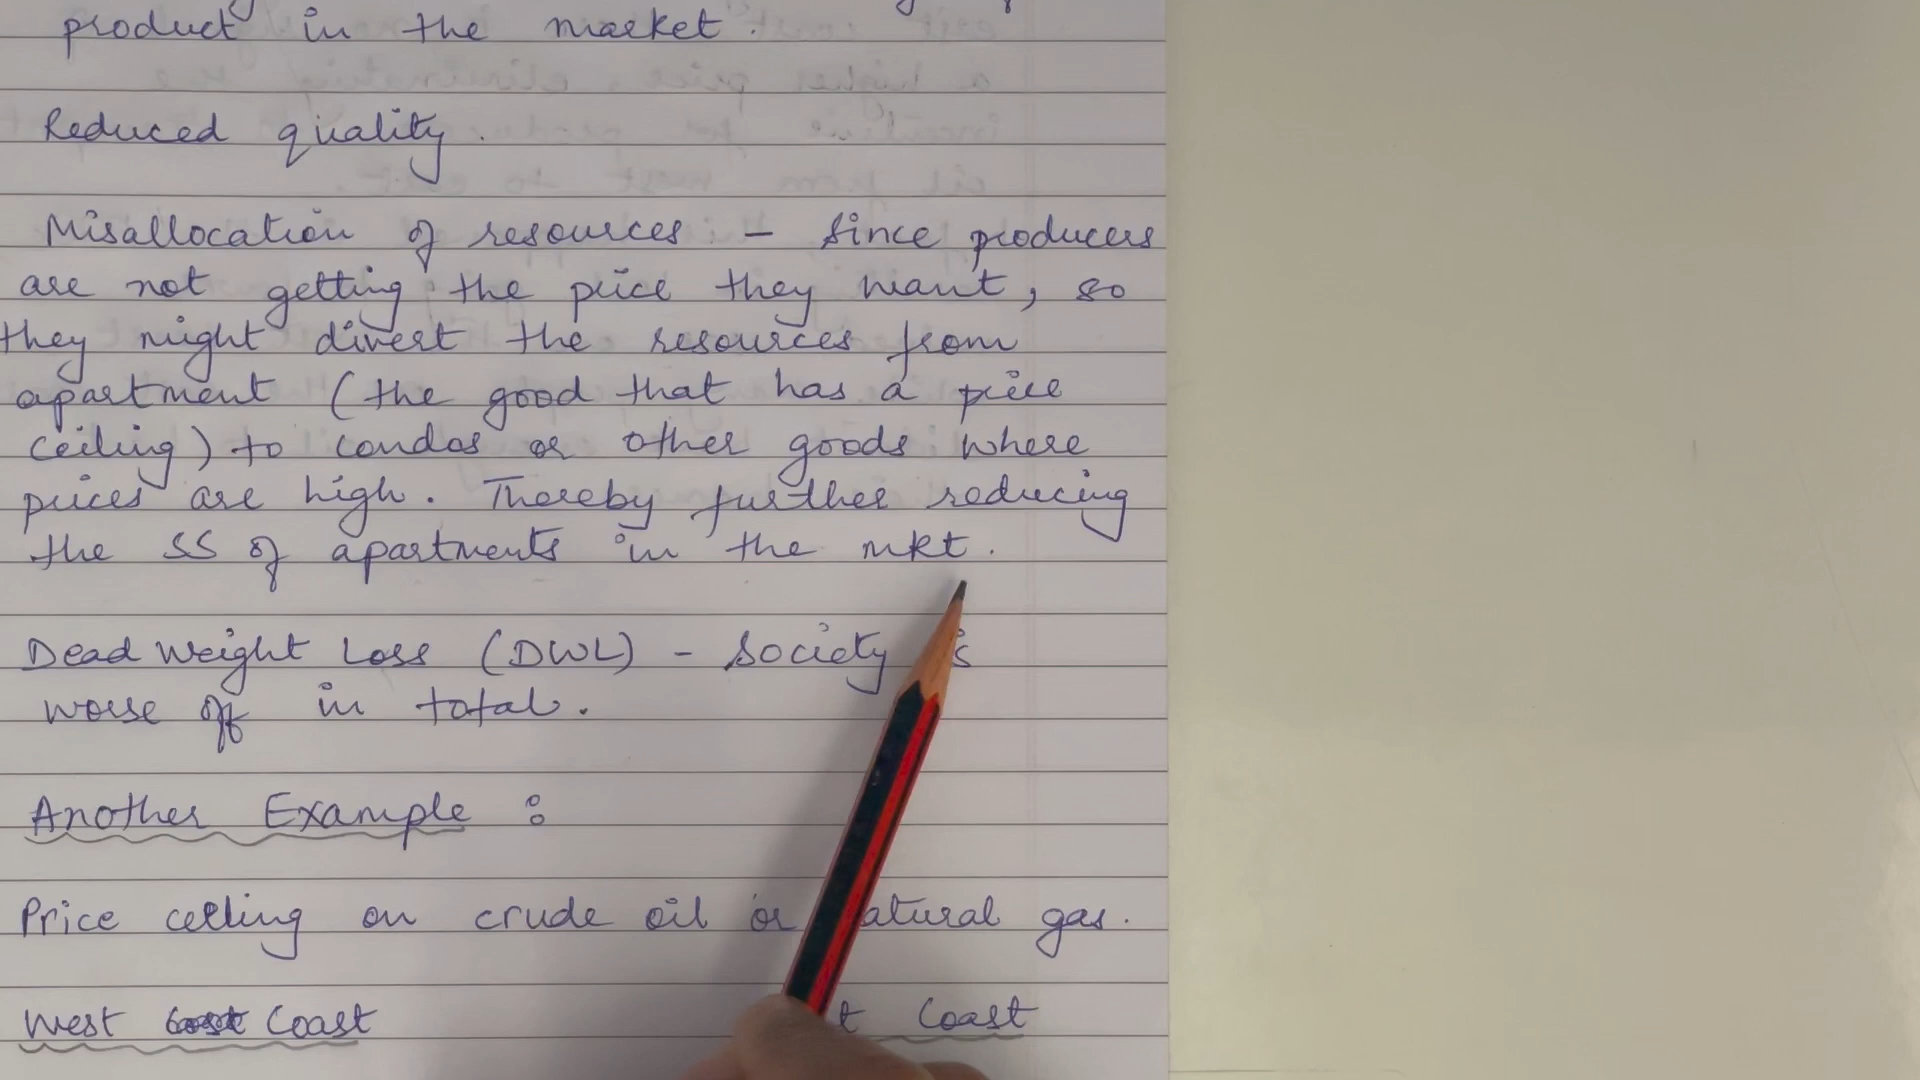 product in the market.
Reduced quality.
Misallocation of resources - Since producers
are not getting the price they want, so
they might divert the resources from
apartment (the good that has a price
ceiling) to condos or other goods where
prices are high. Thereby further reducing
the SS of apartments in the mkt.
Dead Weight Loss (DWL) - Society is
worse off in total.
Another Example :
Price ceiling on crude oil or natural gas.
West Coast Coast